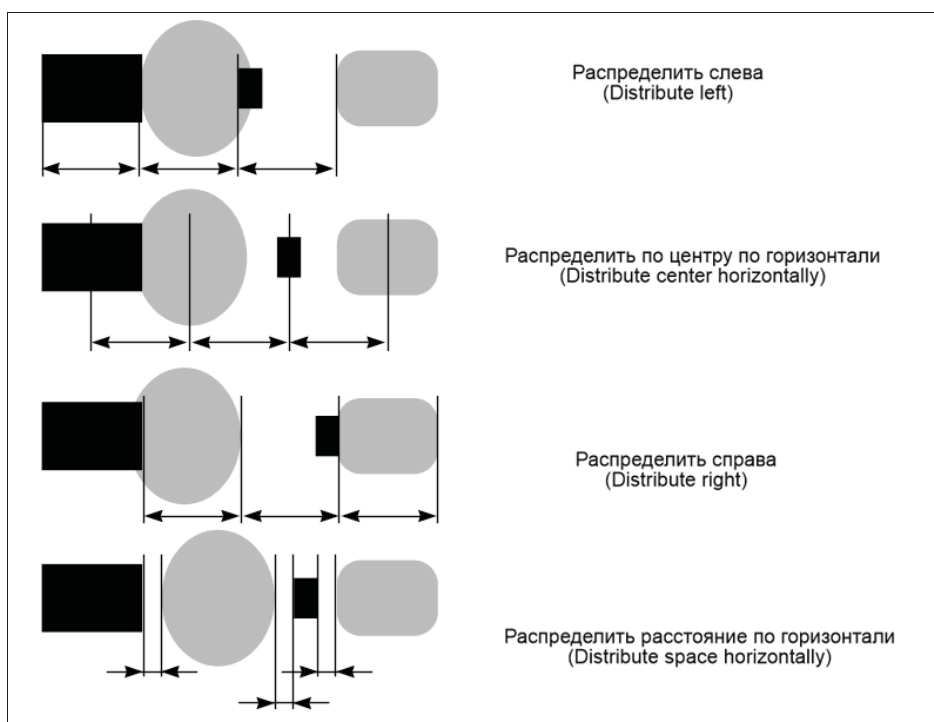 Распределить слева
(Distribute left)
Распределить по центру по горизонтали
(Distribute center horizontally)
Распределить справа
(Distribute right)
Распределить расстояние по горизонтали
(Distribute space horizontally)